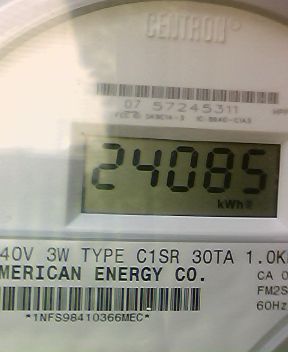 CENTRON®
07 57245311
24085
kWh
40V 3W TYPE C1SR 30TA 1.0K
MERICAN ENERGY CO.
CA 0
FM2S
60Hz
*1NFS98410366MEC*